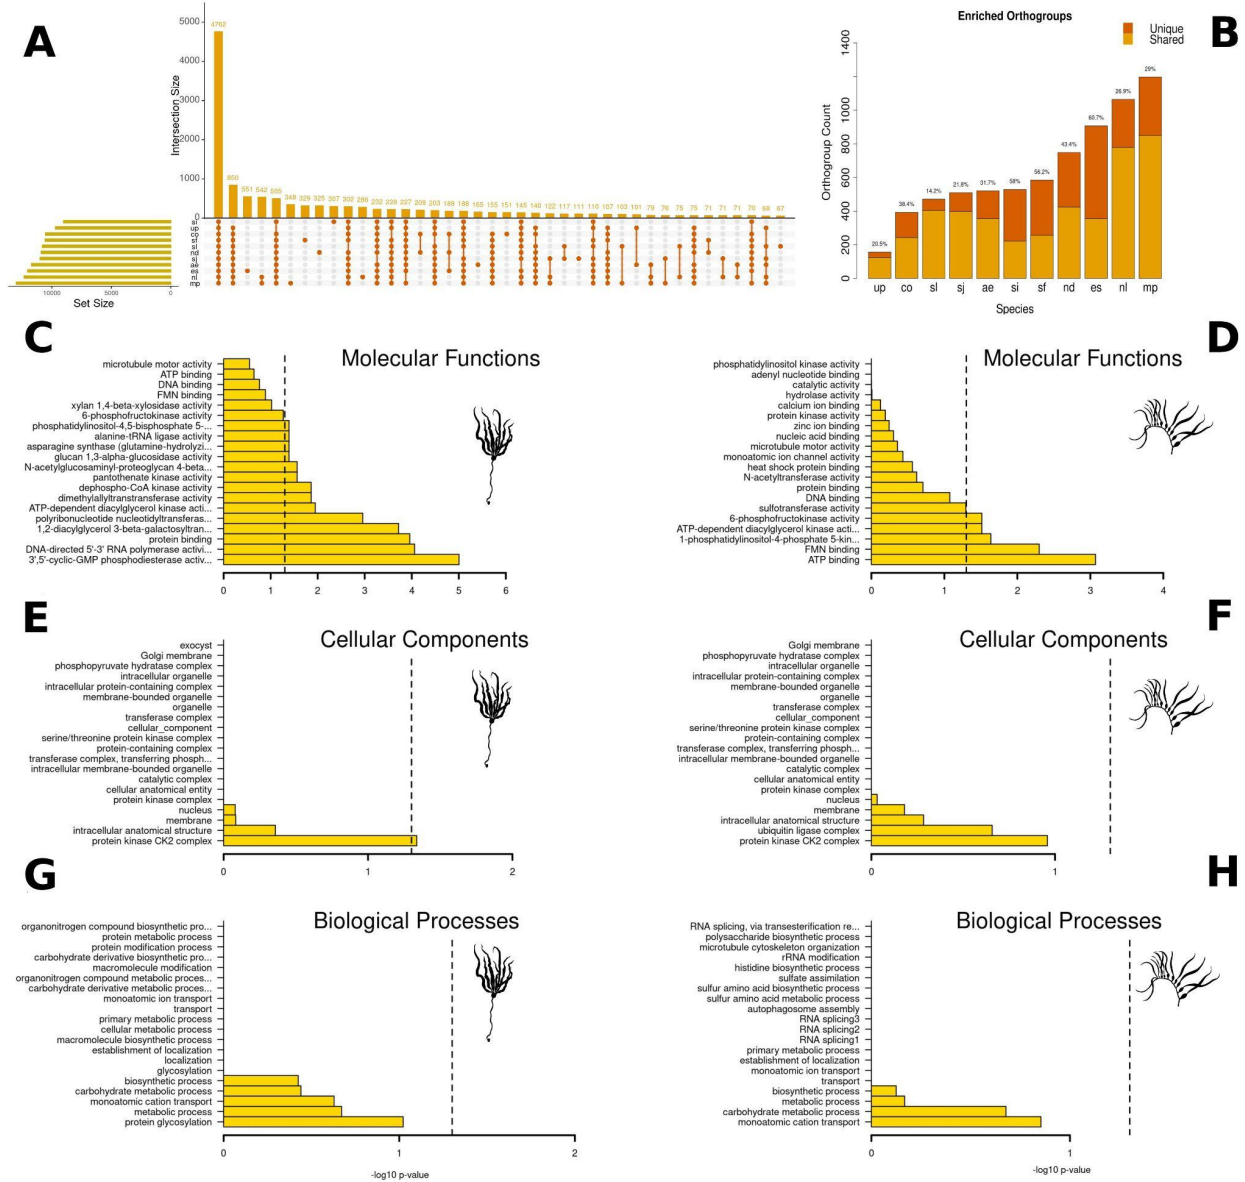 A
5000
4000
3000
2000
1000
0
Intersection Size
4762
850
551
542
505
348
329
325
307
302
286
232
228
227
209
203
189
188
165
155
151
145
140
122
117
111
110
107
103
101
79
76
75
75
71
71
71
70
68
67
up
co
sf
nd
sj
ae
es
nl
mp
10000
5000
0
Set Size
B
Enriched Orthogroups
Unique
Shared
Orthogroup Count
0
200
400
600
800
1000
1400
20.5%
38.4%
14.2%
21.8%
31.7%
58%
56.2%
43.4%
60.7%
26.9%
29%
up
co
sl
sj
ae
si
sf
nd
es
nl
mp
Species
C
Molecular Functions
microtubule motor activity
ATP binding
DNA binding
FMN binding
xylan 1,4-beta-xylosidase activity
6-phosphofructokinase activity
phosphatidylinositol-4,5-bisphosphate 5-...
alanine-tRNA ligase activity
asparagine synthase (glutamine-hydrolyzi...
glucan 1,3-alpha-glucosidase activity
N-acetylglucosaminyl-proteoglycan 4-beta...
pantothenate kinase activity
dephospho-CoA kinase activity
dimethylallyltranstransferase activity
ATP-dependent diacylglycerol kinase acti...
polyribonucleotide nucleotidyltransferas...
1,2-diacylglycerol 3-beta-galactosyltran...
protein binding
DNA-directed 5'-3' RNA polymerase activi...
3',5'-cyclic-GMP phosphodiesterase activ...
0 1 2 3 4 5 6
D
Molecular Functions
phosphatidylinositol kinase activity
adenyl nucleotide binding
catalytic activity
hydrolase activity
calcium ion binding
protein kinase activity
zinc ion binding
nucleic acid binding
microtubule motor activity
monoatomic ion channel activity
heat shock protein binding
N-acetyltransferase activity
protein binding
DNA binding
sulfotransferase activity
6-phosphofructokinase activity
ATP-dependent diacylglycerol kinase acti...
1-phosphatidylinositol-4-phosphate 5-kin...
FMN binding
ATP binding
0 1 2 3 4
E
Cellular Components
exocyst
Golgi membrane
phosphopyruvate hydratase complex
intracellular organelle
intracellular protein-containing complex
membrane-bounded organelle
organelle
transferase complex
cellular_component
serine/threonine protein kinase complex
protein-containing complex
transferase complex, transferring phosph...
intracellular membrane-bounded organelle
catalytic complex
cellular anatomical entity
protein kinase complex
nucleus
membrane
intracellular anatomical structure
protein kinase CK2 complex
0 1 2
F
Cellular Components
Golgi membrane
phosphopyruvate hydratase complex
intracellular organelle
intracellular protein-containing complex
membrane-bounded organelle
organelle
transferase complex
cellular_component
serine/threonine protein kinase complex
protein-containing complex
transferase complex, transferring phosph...
intracellular membrane-bounded organelle
catalytic complex
cellular anatomical entity
protein kinase complex
nucleus
membrane
intracellular anatomical structure
ubiquitin ligase complex
protein kinase CK2 complex
0 1
G
Biological Processes
organonitrogen compound biosynthetic pro...
protein metabolic process
protein modification process
carbohydrate derivative biosynthetic pro...
macromolecule modification
organonitrogen compound metabolic proces...
carbohydrate derivative metabolic proces...
monoatomic ion transport
transport
primary metabolic process
cellular metabolic process
macromolecule biosynthetic process
establishment of localization
localization
glycosylation
biosynthetic process
carbohydrate metabolic process
monoatomic cation transport
metabolic process
protein glycosylation
0 1 2
-log10 p-value
H
Biological Processes
RNA splicing, via transesterification re...
polysaccharide biosynthetic process
microtubule cytoskeleton organization
rRNA modification
histidine biosynthetic process
sulfate assimilation
sulfur amino acid biosynthetic process
sulfur amino acid metabolic process
autophagosome assembly
RNA splicing3
RNA splicing2
RNA splicing1
primary metabolic process
establishment of localization
monoatomic ion transport
transport
biosynthetic process
metabolic process
carbohydrate metabolic process
monoatomic cation transport
0 1
-log10 p-value